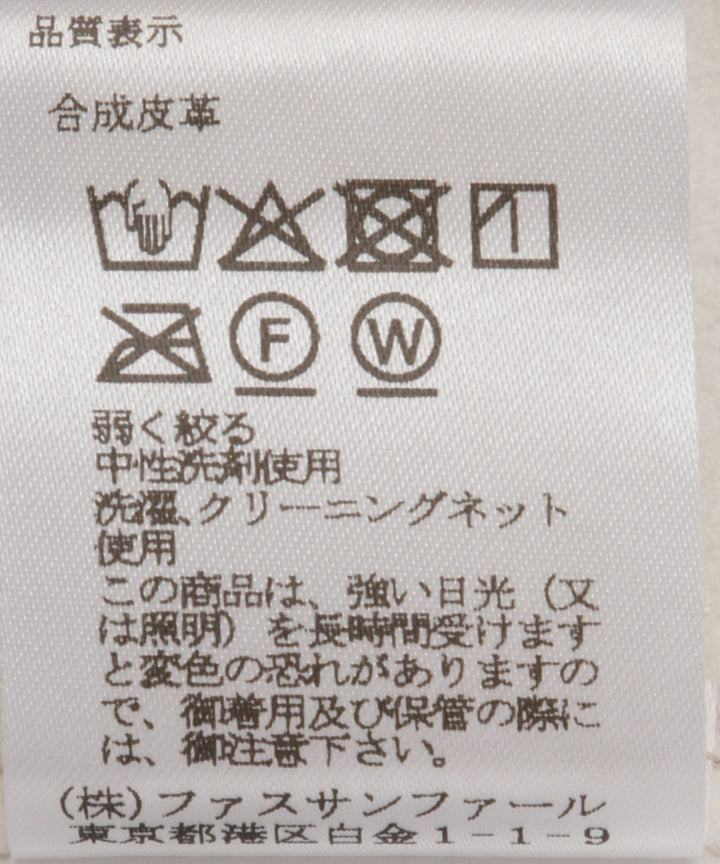 品質表示
合成皮革
F W
弱く絞る
中性洗剤使用
洗濯、クリーニングネット
使用
この商品は、強い日光（又
は照明）を長時間受けます
と変色の恐れがありますの
で、御着用及び保管の際に
は、御注意下さい。
(株)ファスサンファール
東京都港区白金1-1-9